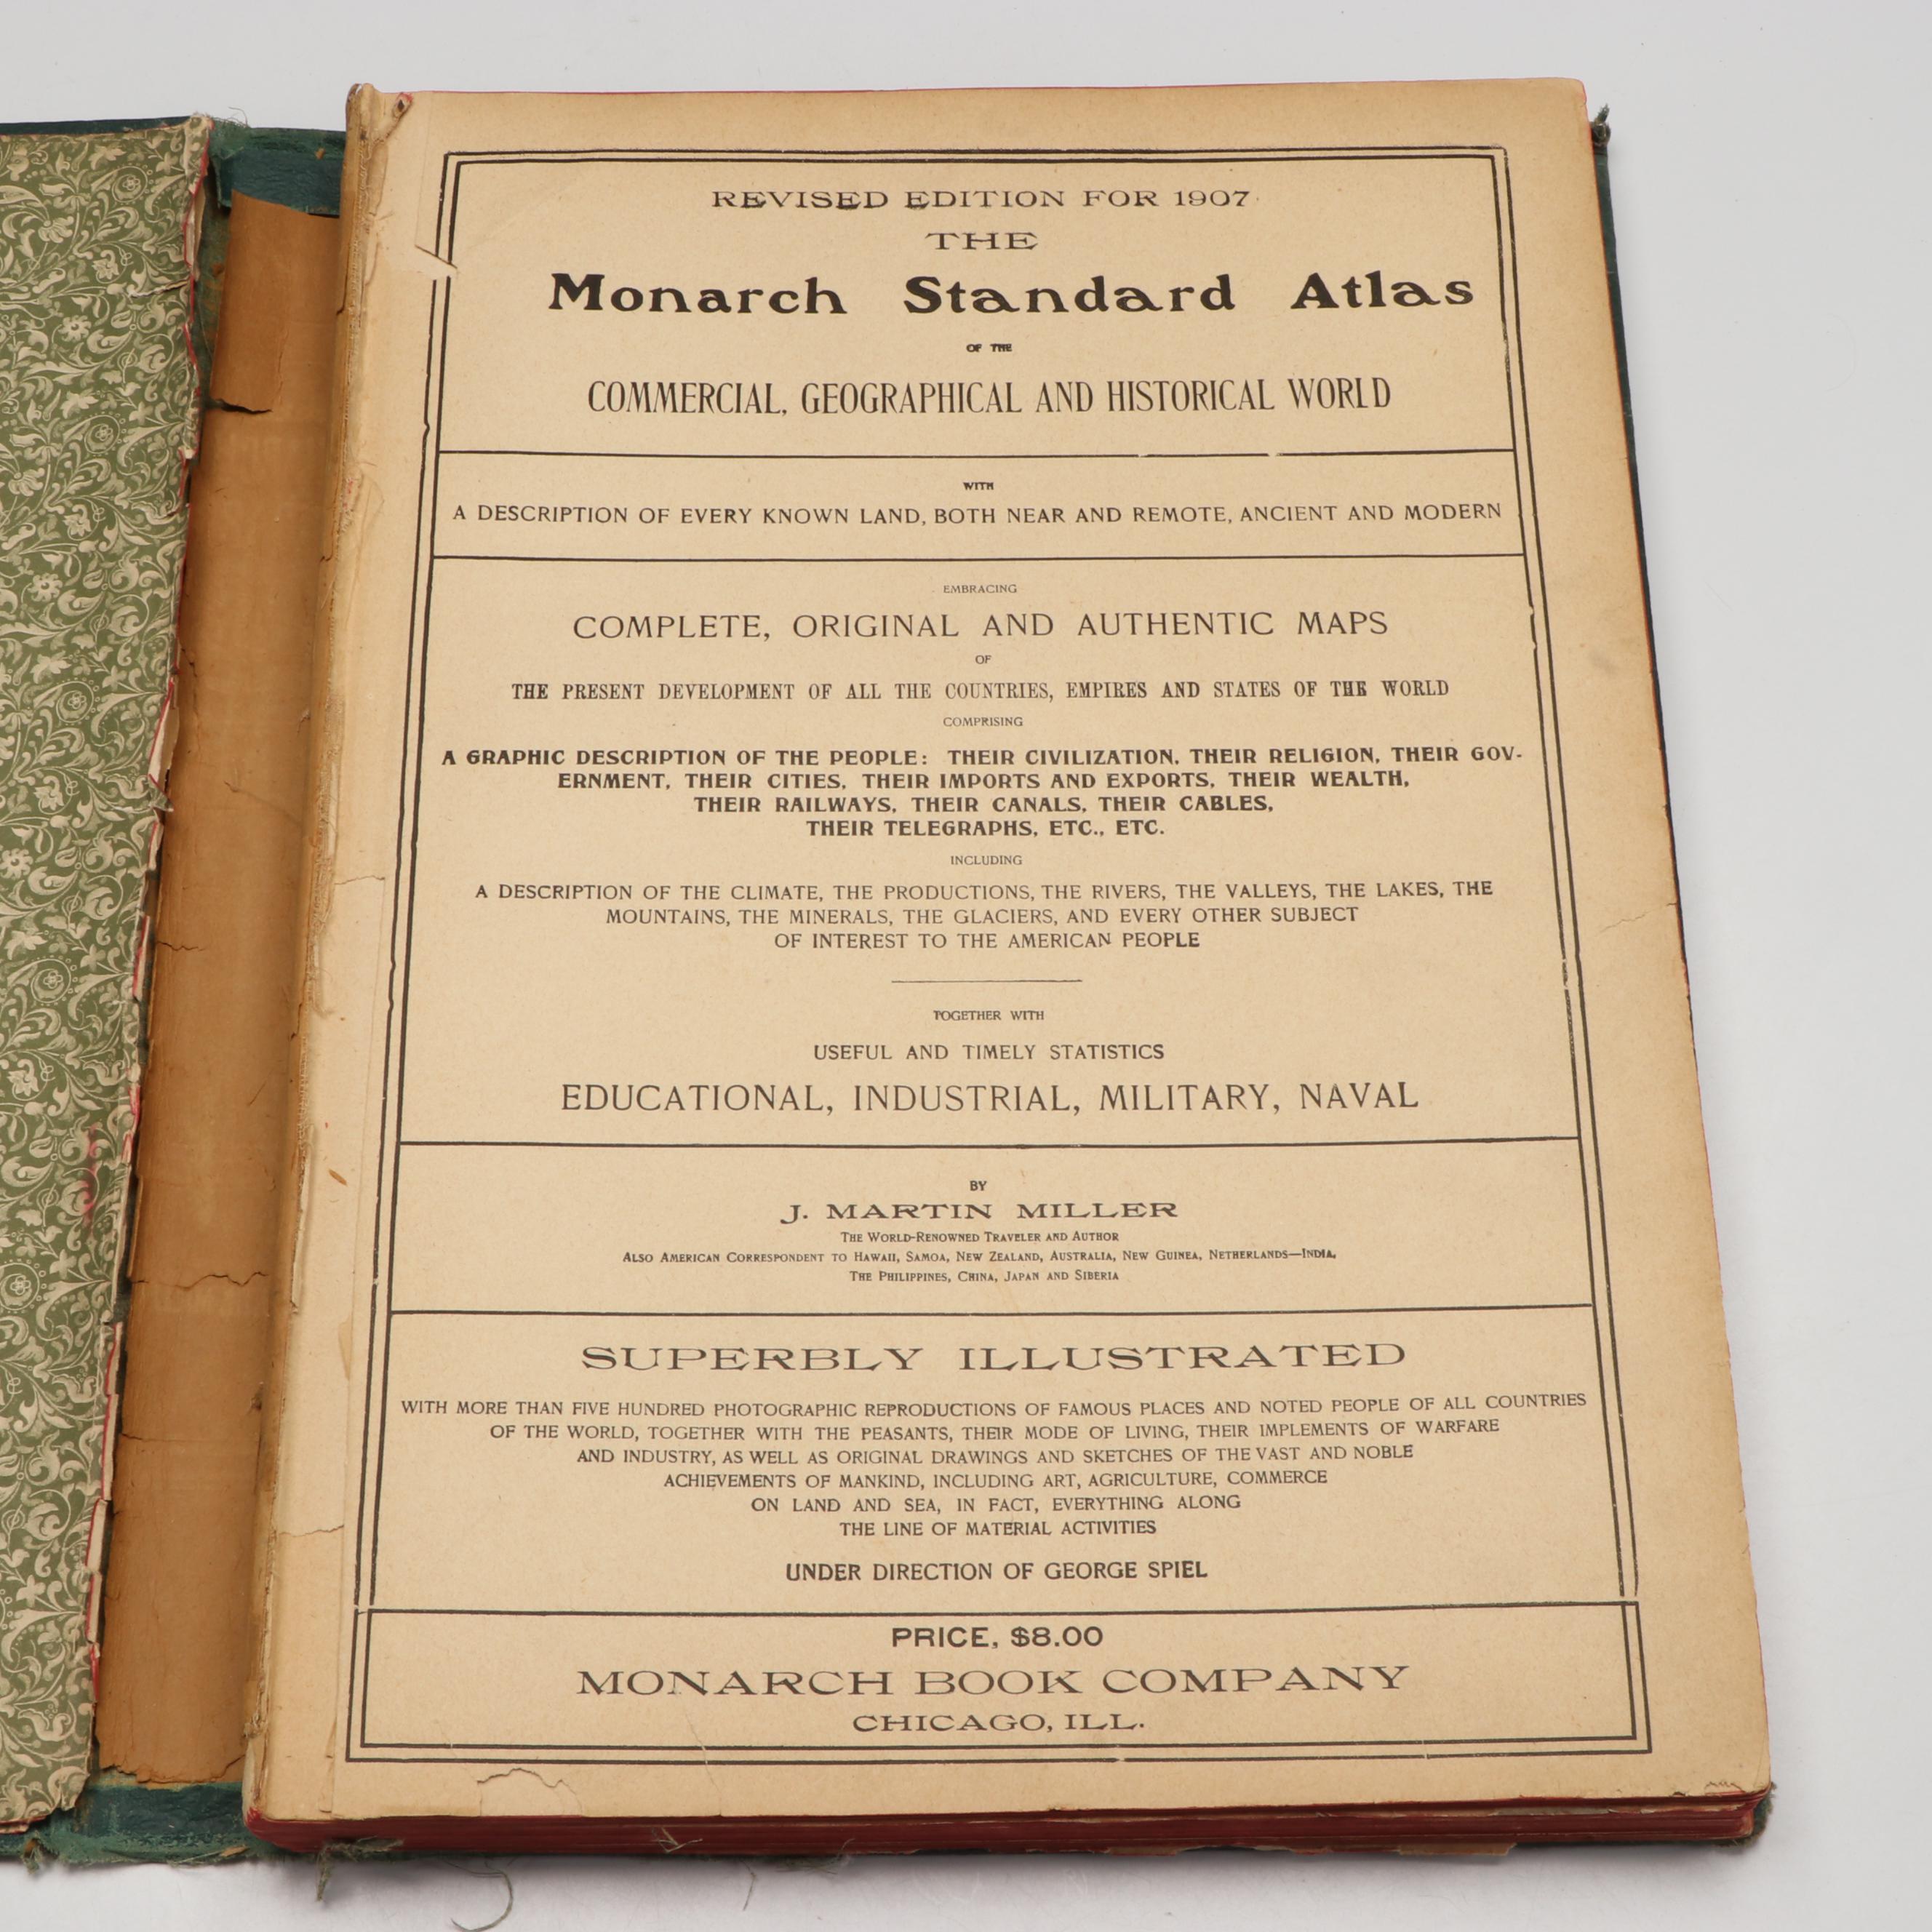 REVISED EDITION FOR 1907
THE
Monarch Standard Atlas
OF THE
COMMERCIAL, GEOGRAPHICAL AND HISTORICAL WORLD
WITH
A DESCRIPTION OF EVERY KNOWN LAND, BOTH NEAR AND REMOTE, ANCIENT AND MODERN
EMBRACING
COMPLETE, ORIGINAL AND AUTHENTIC MAPS
OF
THE PRESENT DEVELOPMENT OF ALL THE COUNTRIES, EMPIRES AND STATES OF THE WORLD
COMPRISING
A GRAPHIC DESCRIPTION OF THE PEOPLE: THEIR CIVILIZATION, THEIR RELIGION, THEIR GOV-
ERNMENT, THEIR CITIES, THEIR IMPORTS AND EXPORTS, THEIR WEALTH,
THEIR RAILWAYS, THEIR CANALS, THEIR CABLES,
THEIR TELEGRAPHS, ETC., ETC.
INCLUDING
A DESCRIPTION OF THE CLIMATE, THE PRODUCTIONS, THE RIVERS, THE VALLEYS, THE LAKES, THE
MOUNTAINS, THE MINERALS, THE GLACIERS, AND EVERY OTHER SUBJECT
OF INTEREST TO THE AMERICAN PEOPLE
TOGETHER WITH
USEFUL AND TIMELY STATISTICS
EDUCATIONAL, INDUSTRIAL, MILITARY, NAVAL
BY
J. MARTIN MILLER
THE WORLD-RENOWNED TRAVELER AND AUTHOR
ALSO AMERICAN CORRESPONDENT TO HAWAII, SAMOA, NEW ZEALAND, AUSTRALIA, NEW GUINEA, NETHERLANDS—INDIA,
THE PHILIPPINES, CHINA, JAPAN AND SIBERIA
SUPERBLY ILLUSTRATED
WITH MORE THAN FIVE HUNDRED PHOTOGRAPHIC REPRODUCTIONS OF FAMOUS PLACES AND NOTED PEOPLE OF ALL COUNTRIES
OF THE WORLD, TOGETHER WITH THE PEASANTS, THEIR MODE OF LIVING, THEIR IMPLEMENTS OF WARFARE
AND INDUSTRY, AS WELL AS ORIGINAL DRAWINGS AND SKETCHES OF THE VAST AND NOBLE
ACHIEVEMENTS OF MANKIND, INCLUDING ART, AGRICULTURE, COMMERCE
ON LAND AND SEA, IN FACT, EVERYTHING ALONG
THE LINE OF MATERIAL ACTIVITIES
UNDER DIRECTION OF GEORGE SPIEL
PRICE, $8.00
MONARCH BOOK COMPANY
CHICAGO, ILL.